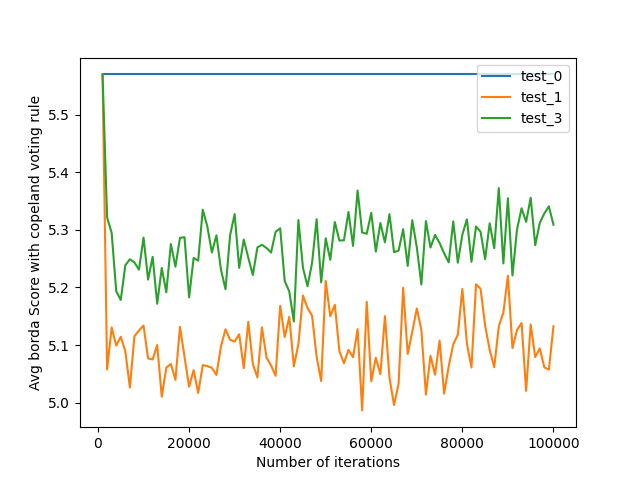 Avg borda Score with copeland voting rule
5.5
5.4
5.3
5.2
5.1
5.0
test_0
test_1
test_3
0 20000 40000 60000 80000 100000
Number of iterations